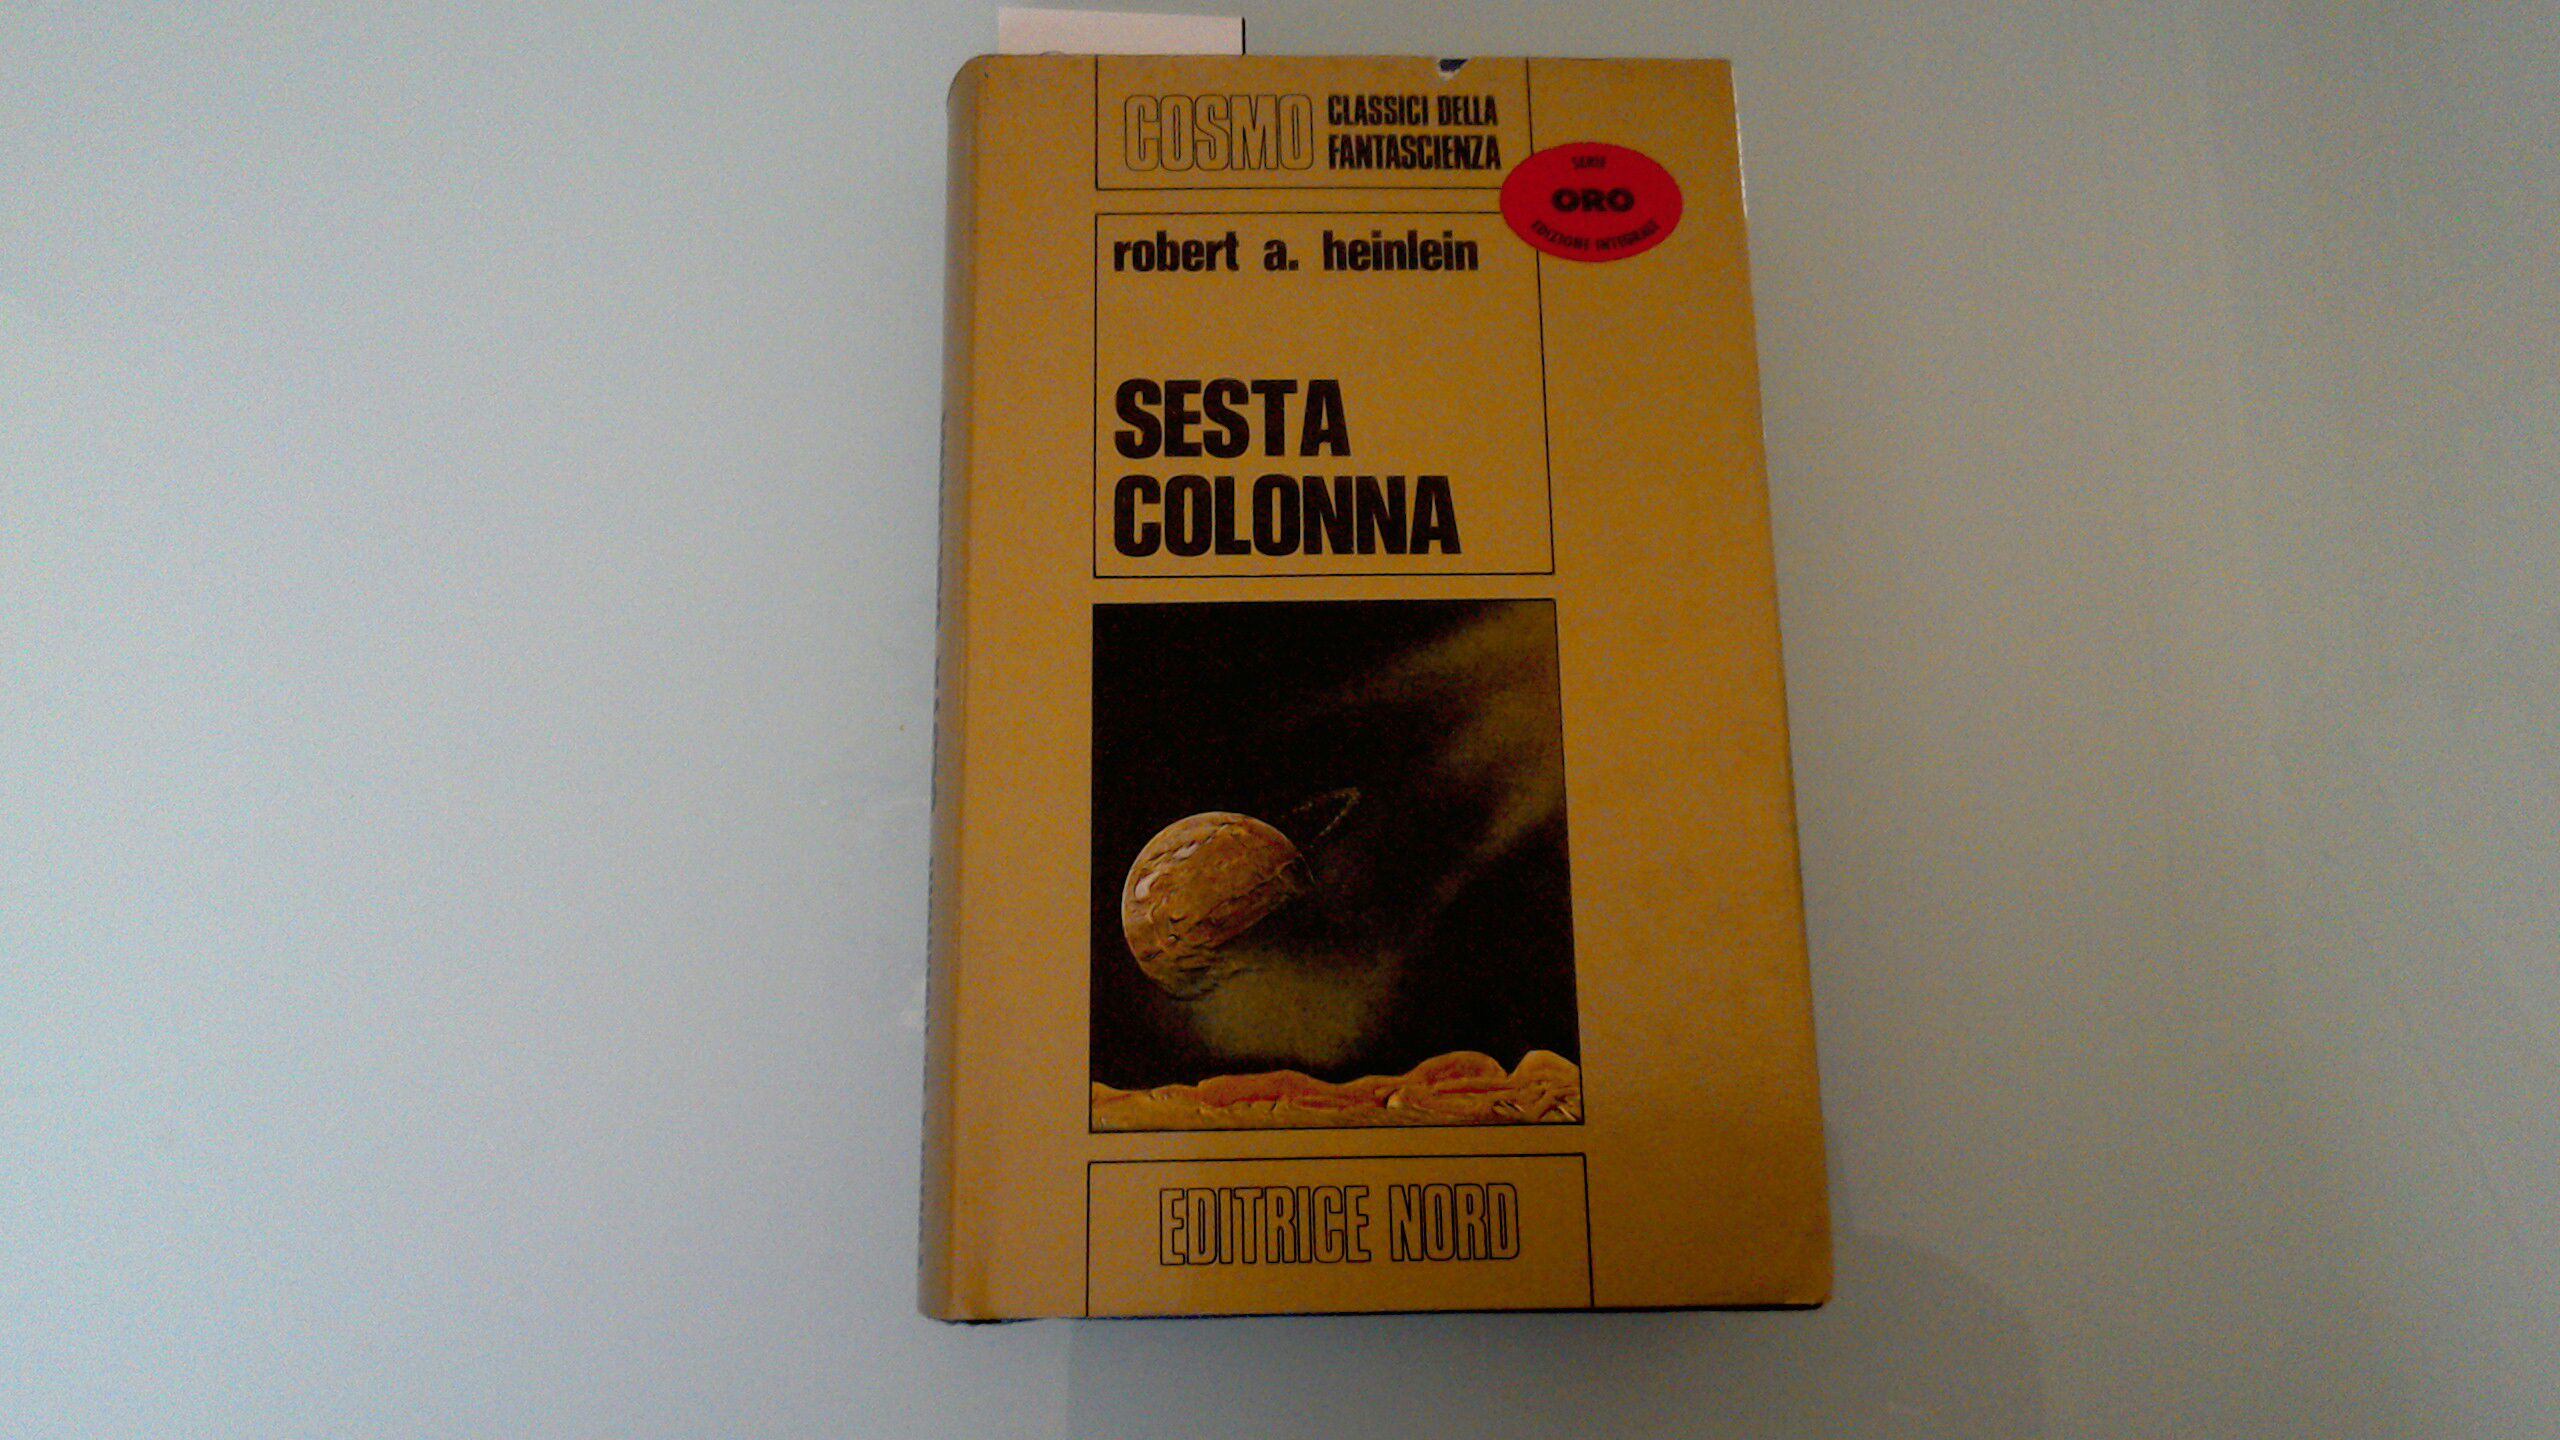 COSMO CLASSICI DELLA
FANTASCIENZA
SERIE
ORO
EDIZIONE INTEGRALE
robert a. heinlein
SESTA
COLONNA
EDITRICE NORD